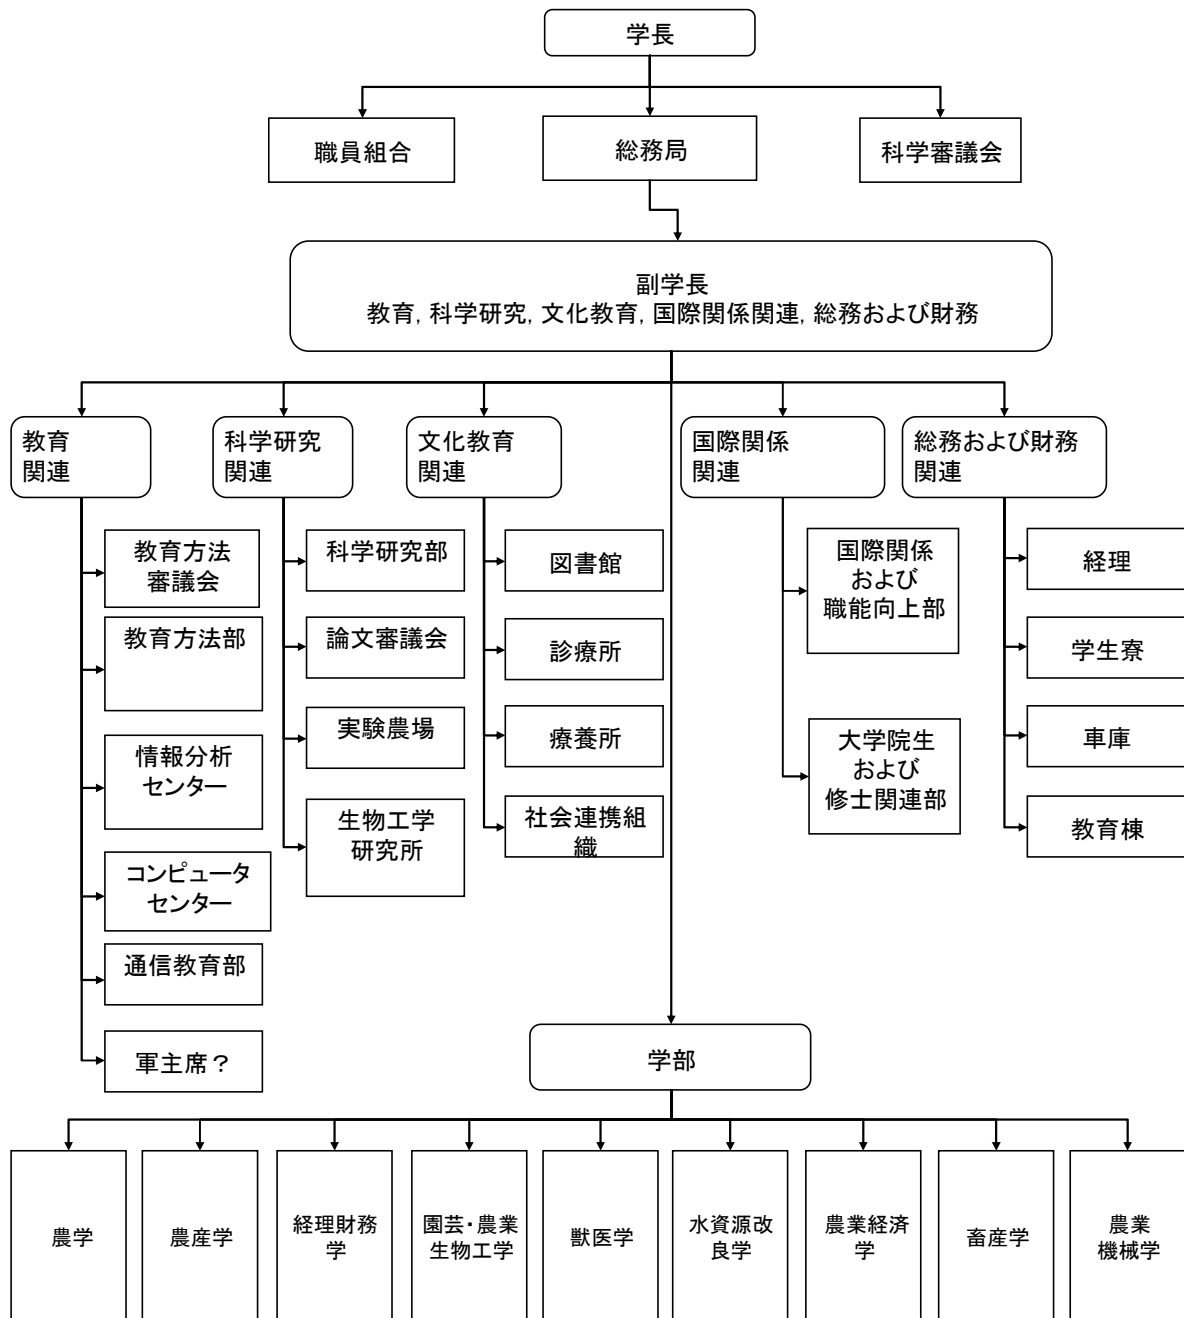 学長
職員組合
総務局
科学審議会
副学長
教育, 科学研究, 文化教育, 国際関係関連, 総務および財務
教育
関連
科学研究
関連
文化教育
関連
国際関係
関連
総務および財務
関連
教育方法
審議会
教育方法部
情報分析
センター
コンピュータ
センター
通信教育部
軍主席？
科学研究部
論文審議会
実験農場
生物工学
研究所
図書館
診療所
療養所
社会連携組
織
国際関係
および
職能向上部
大学院生
および
修士関連部
経理
学生寮
車庫
教育棟
学部
農学
農産学
経理財務
学
園芸・農業
生物工学
獣医学
水資源改
良学
農業経済
学
畜産学
農業
機械学